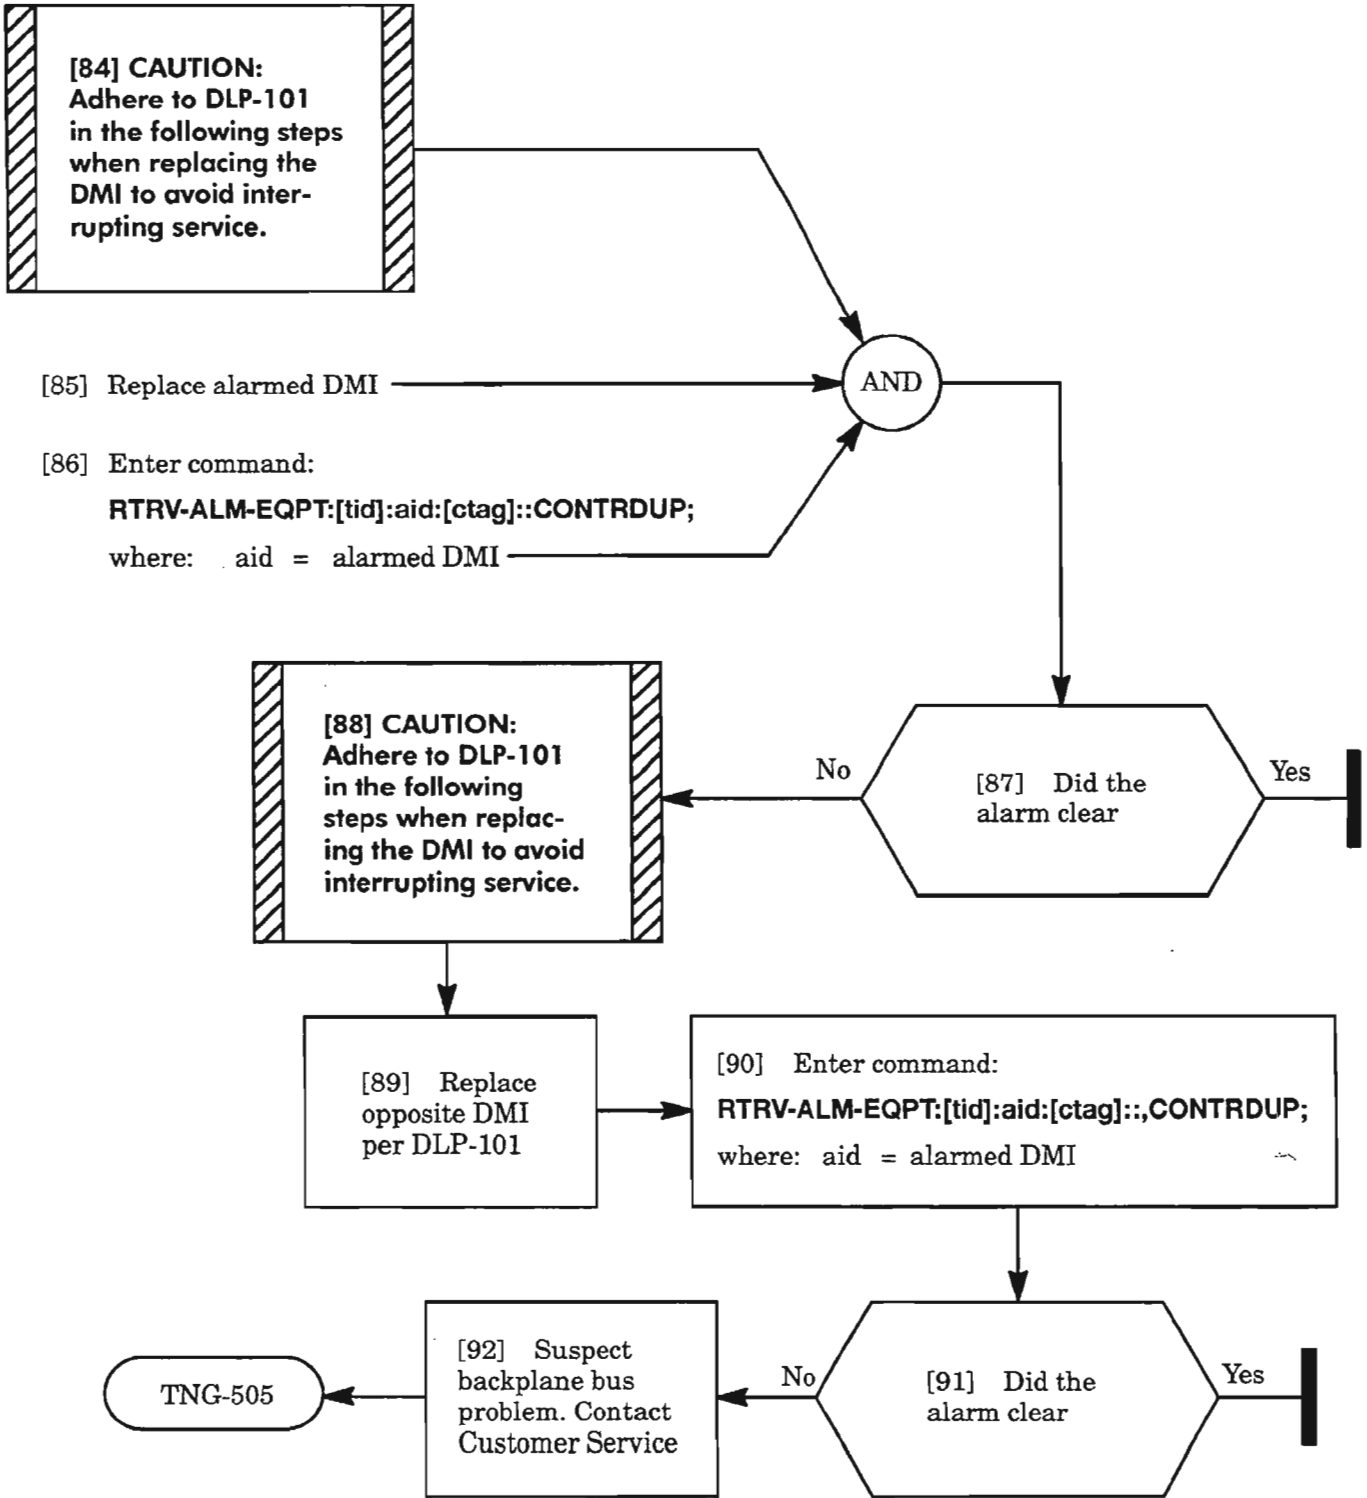 [84] CAUTION:
Adhere to DLP-101
in the following steps
when replacing the
DMI to avoid inter-
rupting service.
[85] Replace alarmed DMI
AND
[86] Enter command:
RTRV-ALM-EQPT:[tid]:aid:[ctag]::CONTRDUP;
where: aid = alarmed DMI
[87] Did the
alarm clear
No
Yes
[88] CAUTION:
Adhere to DLP-101
in the following
steps when replac-
ing the DMI to avoid
interrupting service.
[89] Replace
opposite DMI
per DLP-101
[90] Enter command:
RTRV-ALM-EQPT:[tid]:aid:[ctag]::,CONTRDUP;
where: aid = alarmed DMI
[91] Did the
alarm clear
No
Yes
[92] Suspect
backplane bus
problem. Contact
Customer Service
TNG-505